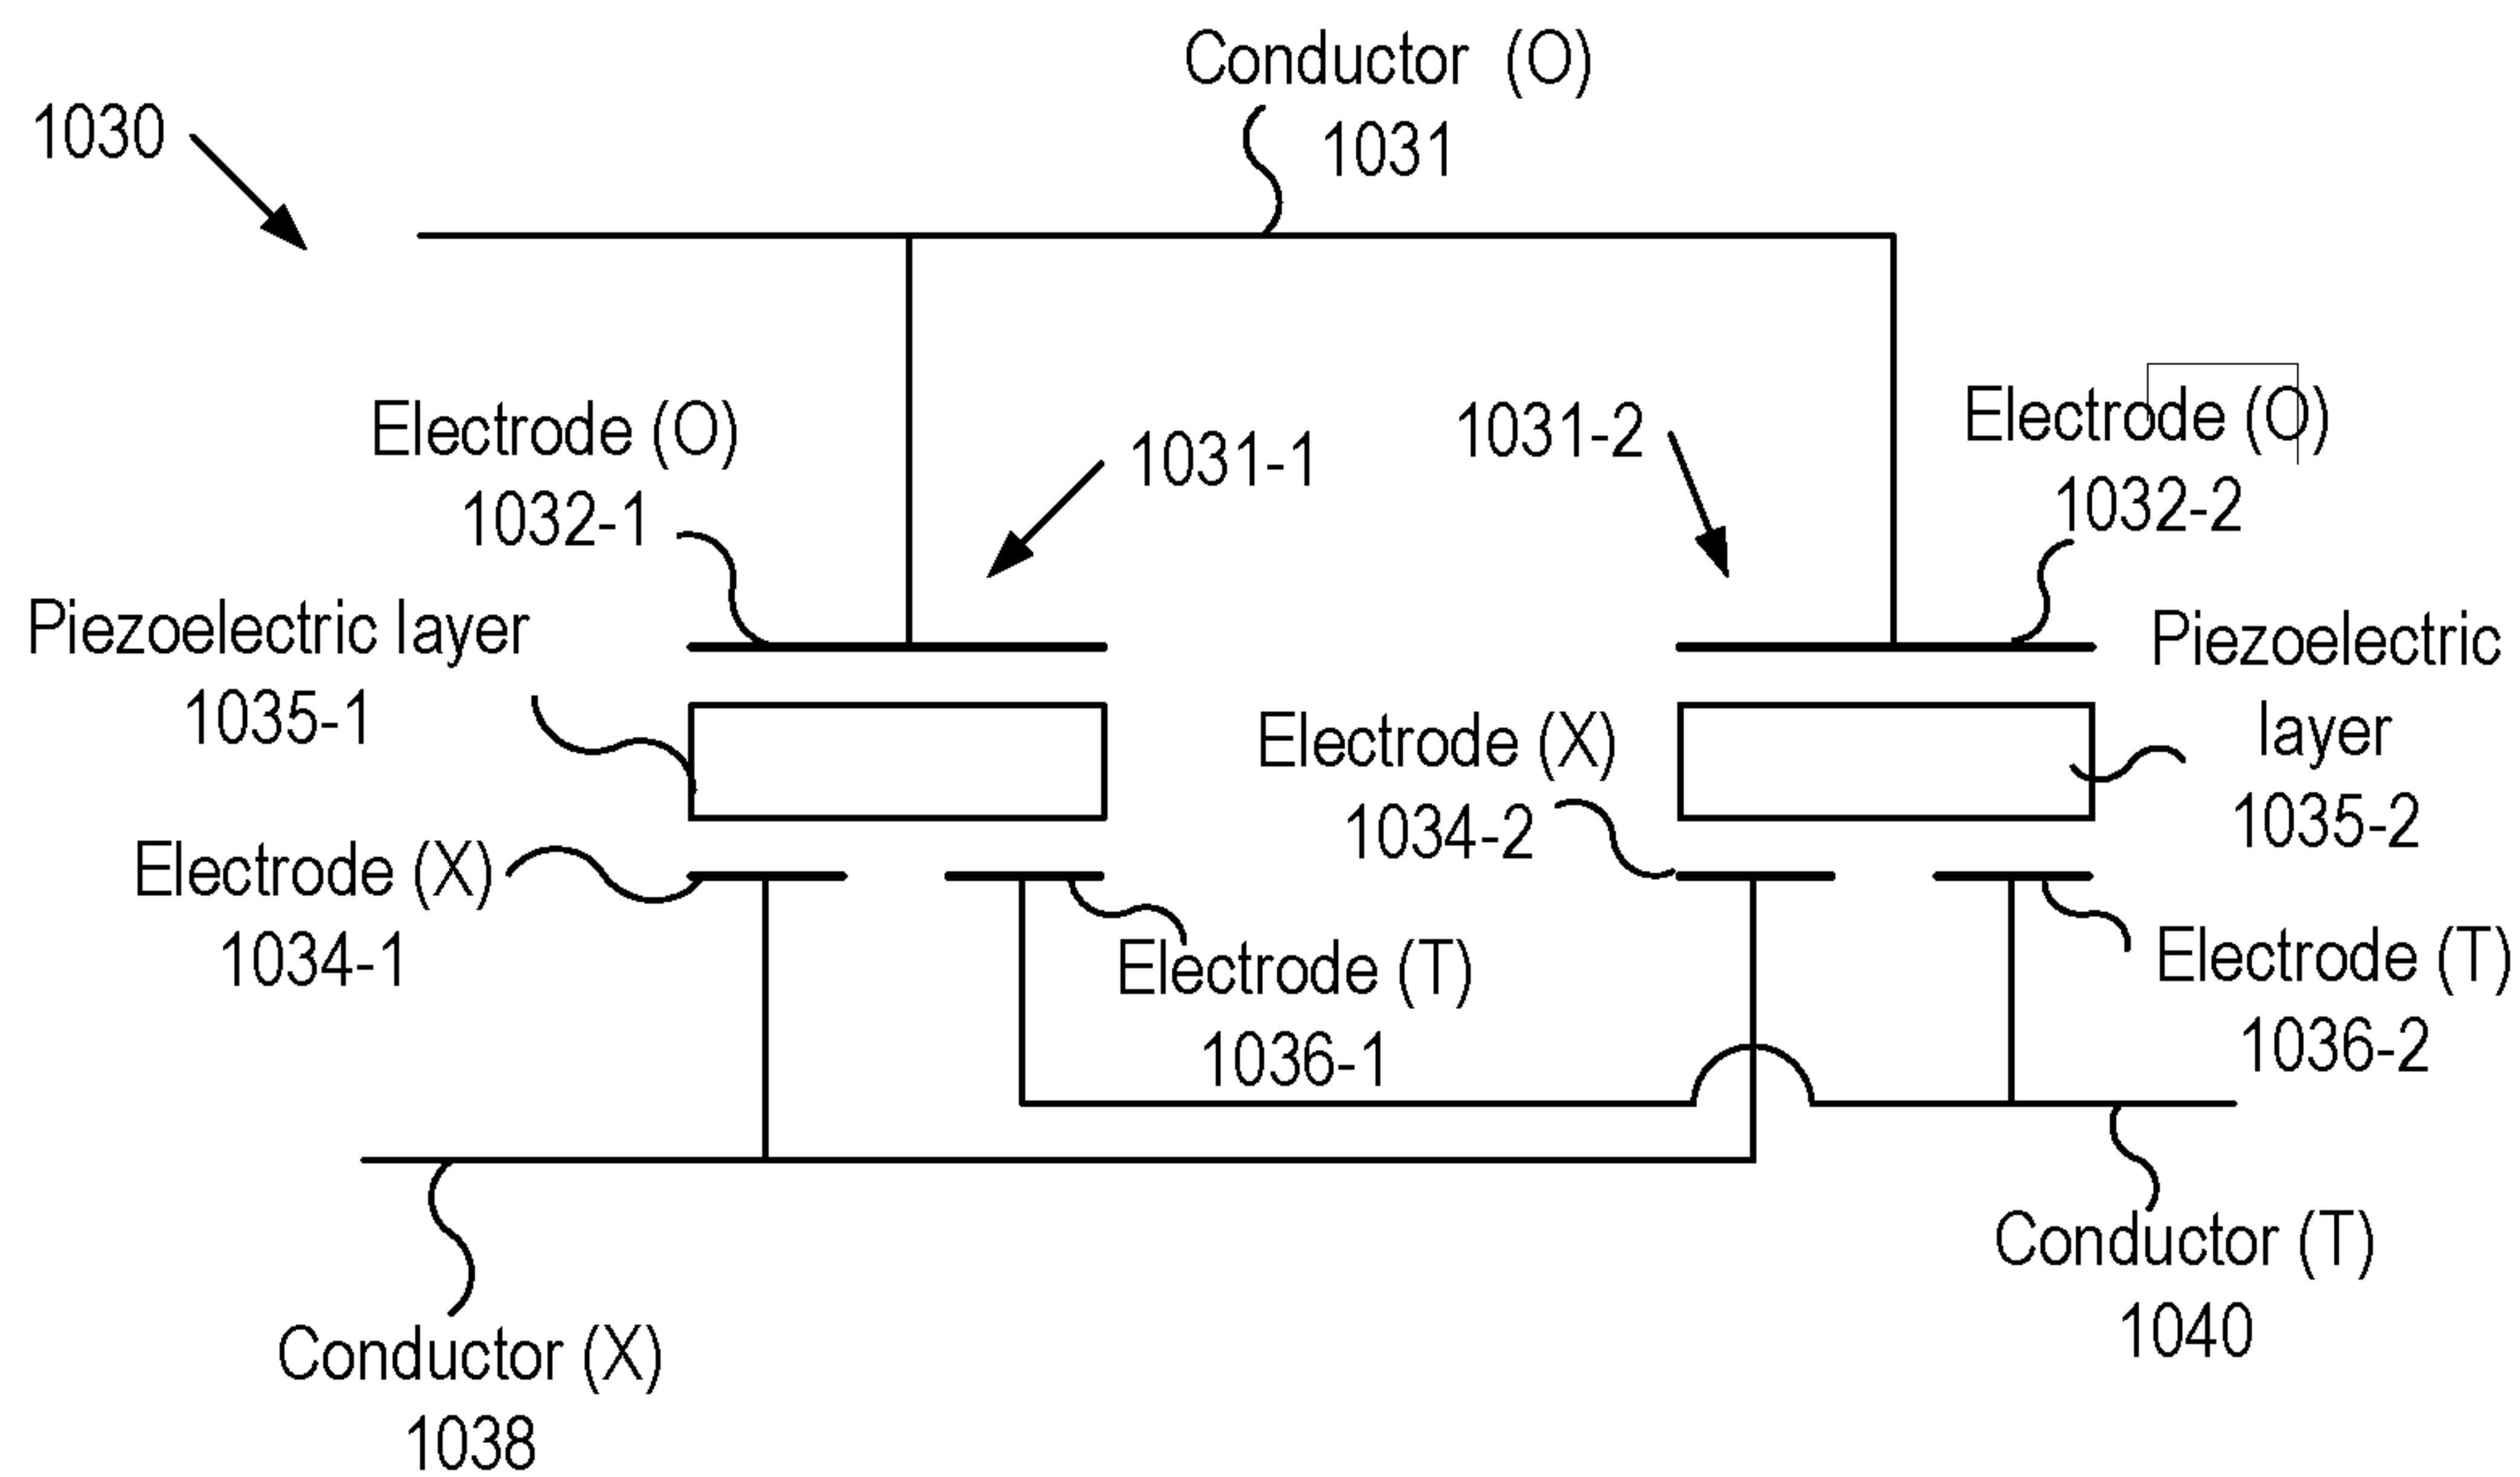 Conductor (O)
1031
1030
Electrode (O)
1032-1
1031-1
1031-2
Electrode (O)
1032-2
Piezoelectric layer
1035-1
Piezoelectric
layer
1035-2
Electrode (X)
1034-2
Electrode (X)
1034-1
Electrode (T)
1036-1
Electrode (T)
1036-2
Conductor (T)
1040
Conductor (X)
1038